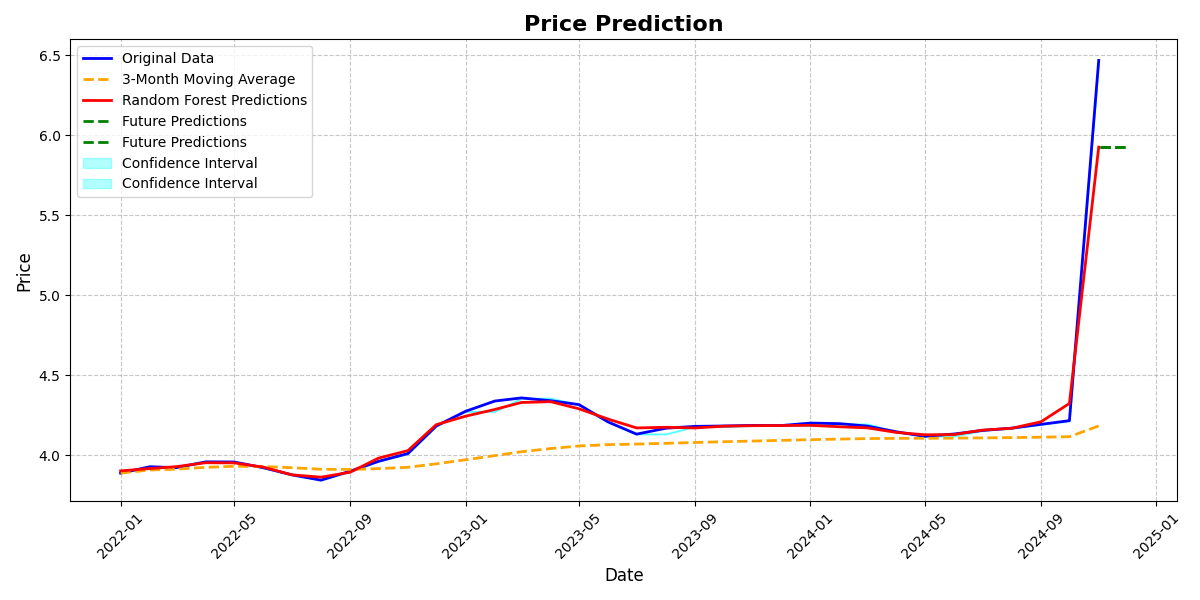 Price Prediction
Original Data
3-Month Moving Average
Random Forest Predictions
Future Predictions
Future Predictions
Confidence Interval
Confidence Interval
Price
6.5
6.0
5.5
5.0
4.5
4.0
2022-01
2022-05
2022-09
2023-01
2023-05
2023-09
2024-01
2024-05
2024-09
2025-01
Date